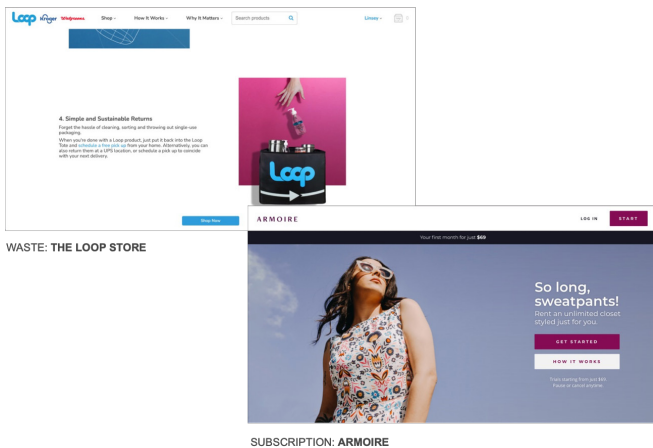 Loop Kroger Walgreens Shop How It Works Why It Matters Search products Linsey 0
4. Simple and Sustainable Returns
Forget the hassle of cleaning, sorting and throwing out single-use
packaging.
When you're done with a Loop product, just put it back into the Loop
Tote and schedule a free pick up from your home. Alternatively, you can
also return them at a UPS location, or schedule a pick up to coincide
with your next delivery.
Loop
Shop Now
WASTE: THE LOOP STORE
ARMOIRE LOG IN START
Your first month for just $69
So long,
sweatpants!
Rent an unlimited closet
styled just for you.
GET STARTED
HOW IT WORKS
Trials starting from just $69
Pause or cancel anytime
SUBSCRIPTION: ARMOIRE